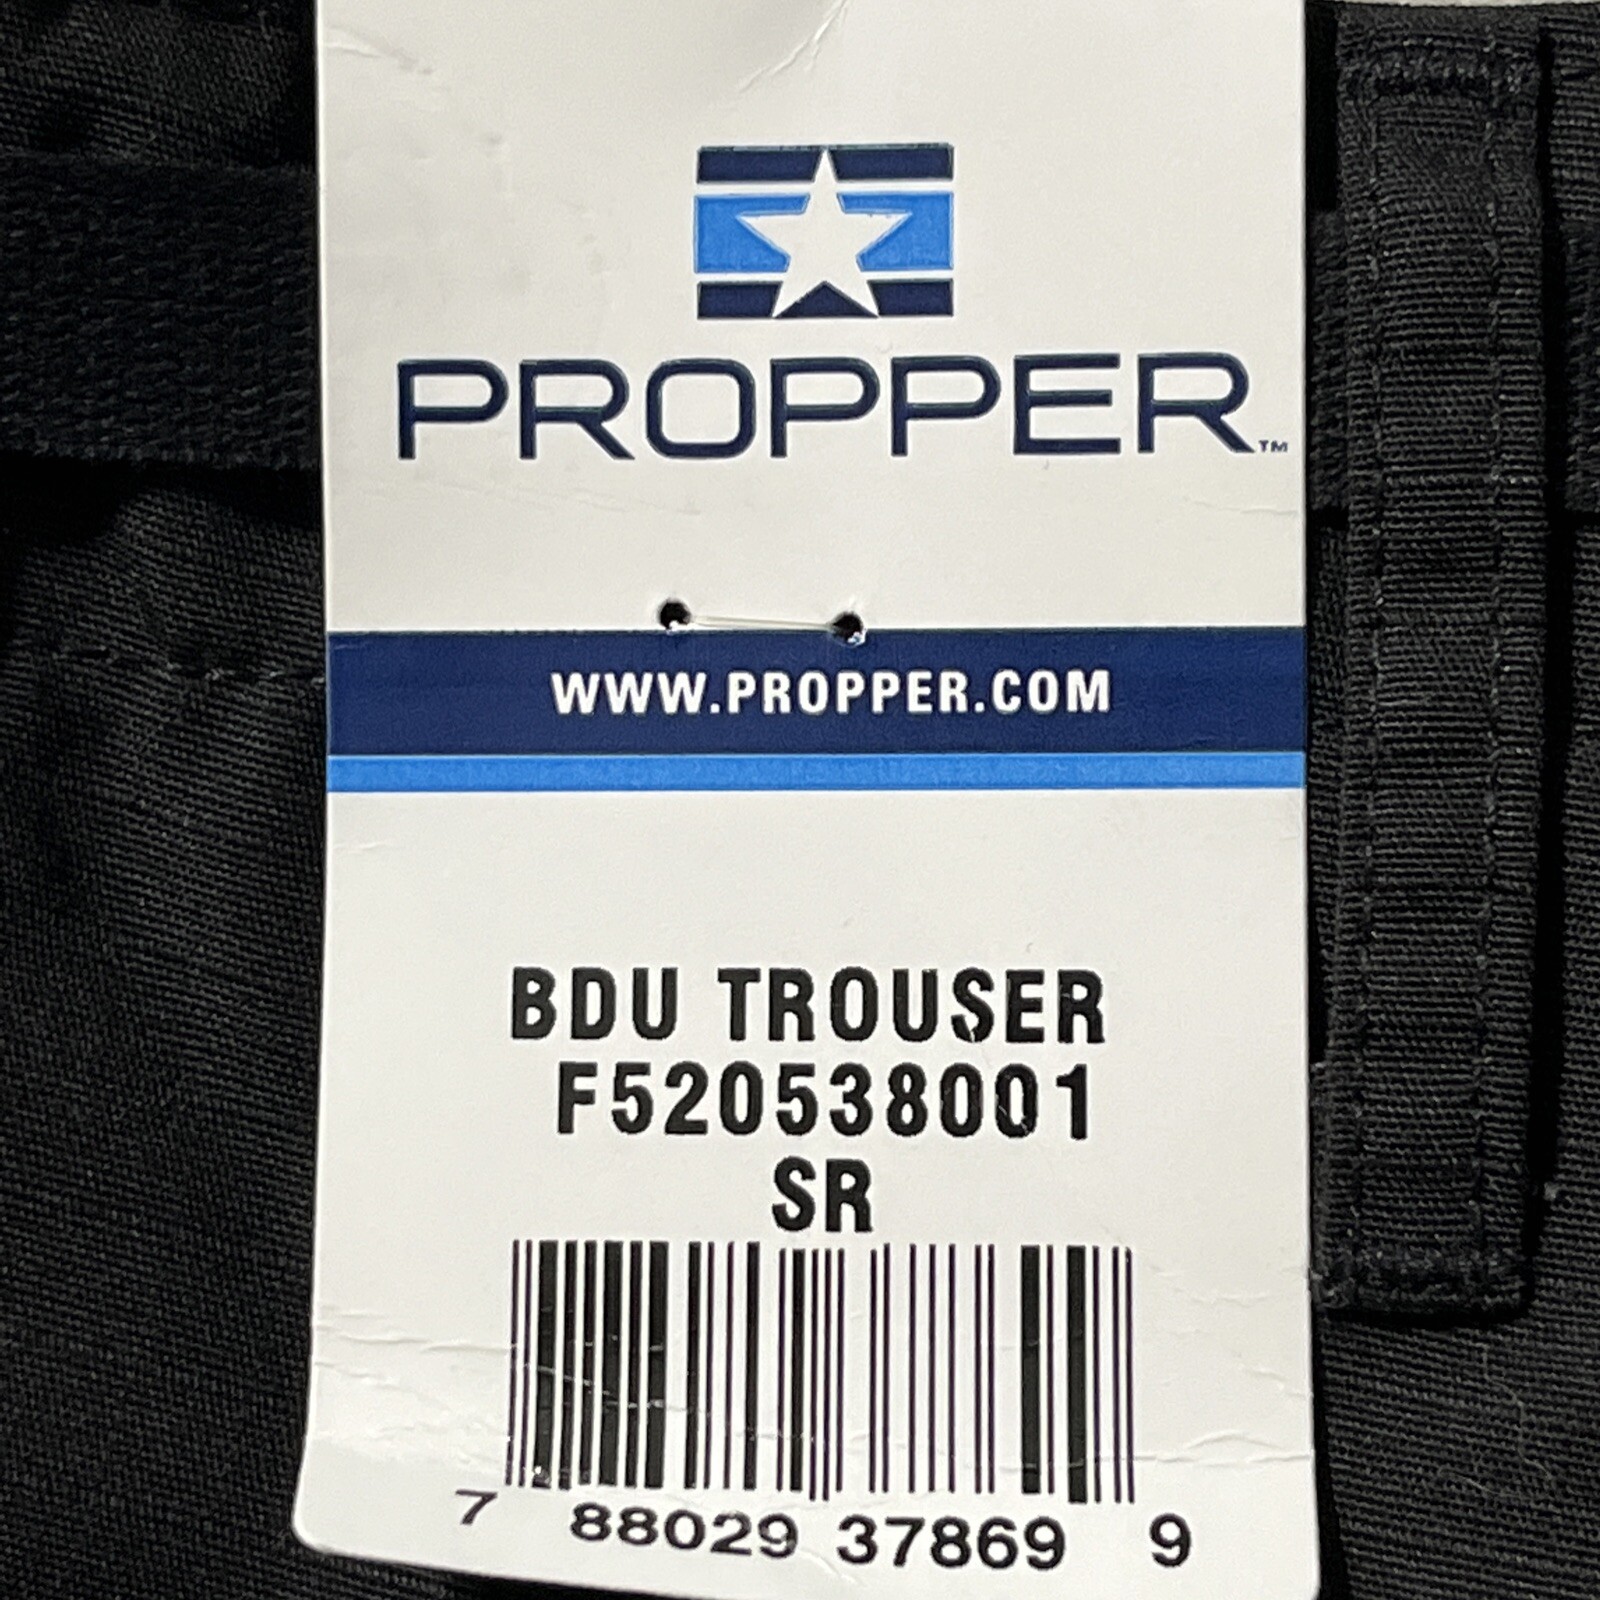 PROPPER™
WWW.PROPPER.COM
BDU TROUSER
F520538001
SR
7 88029 37869 9